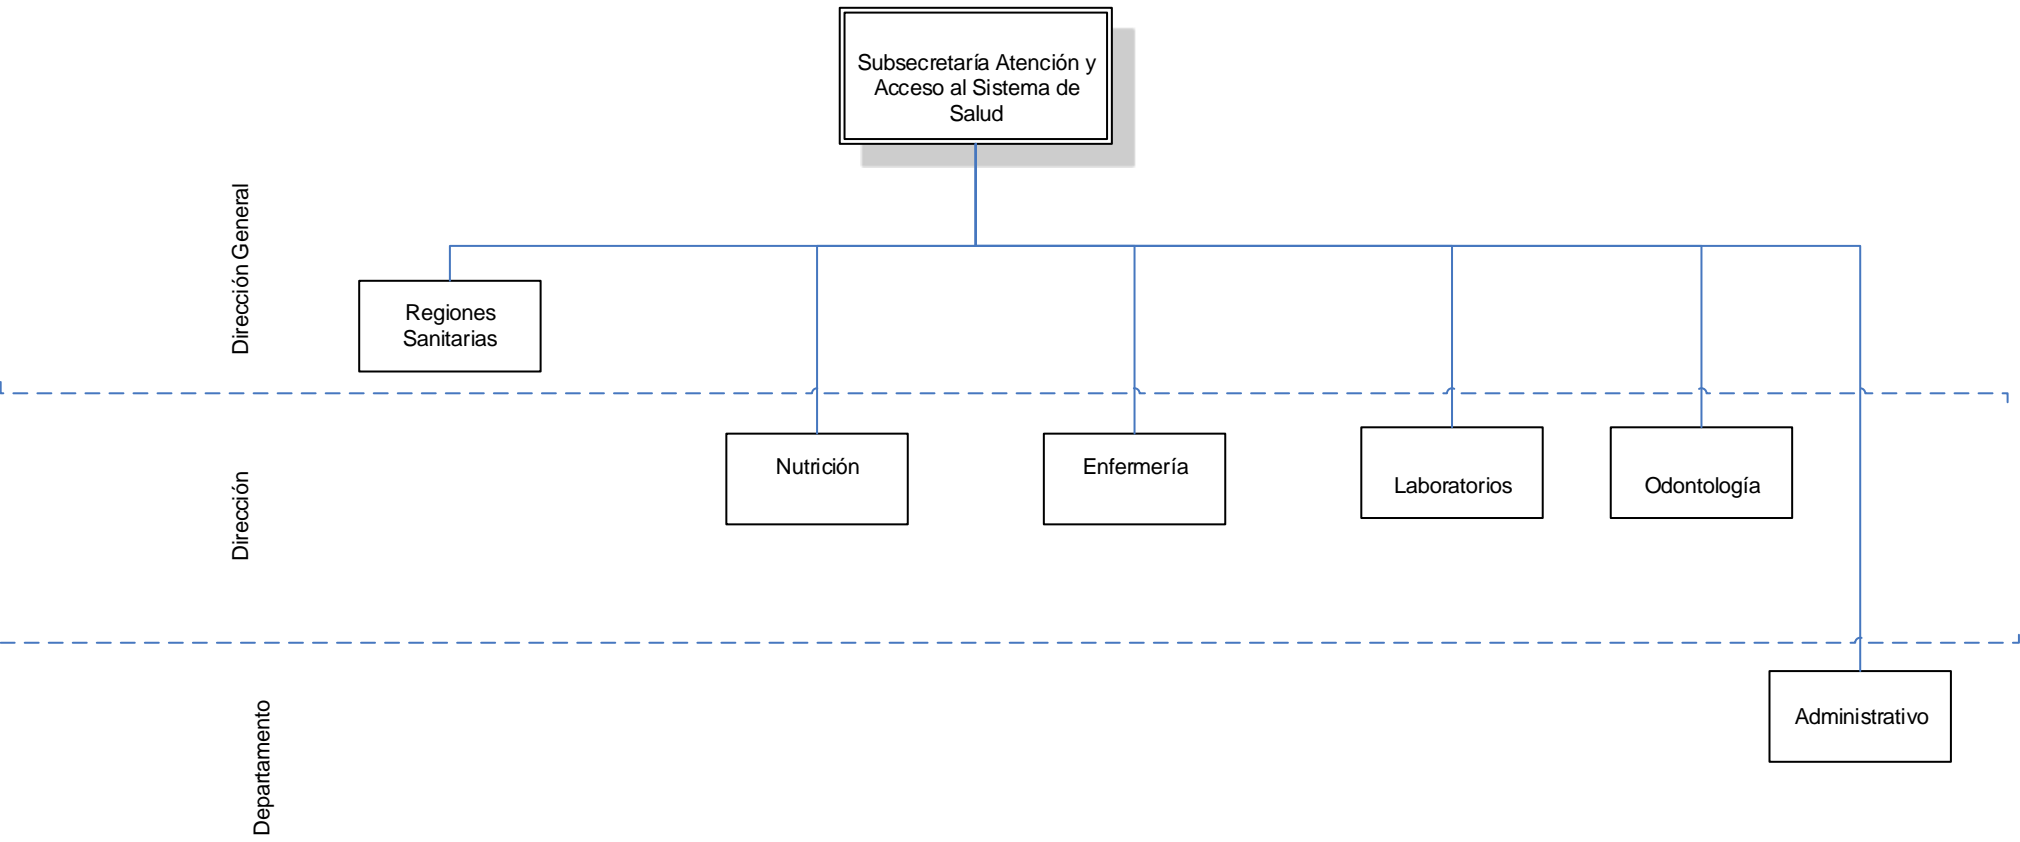 Subsecretaría Atención y
Acceso al Sistema de
Salud
Dirección General
Regiones
Sanitarias
Dirección
Nutrición
Enfermería
Laboratorios
Odontología
Departamento
Administrativo